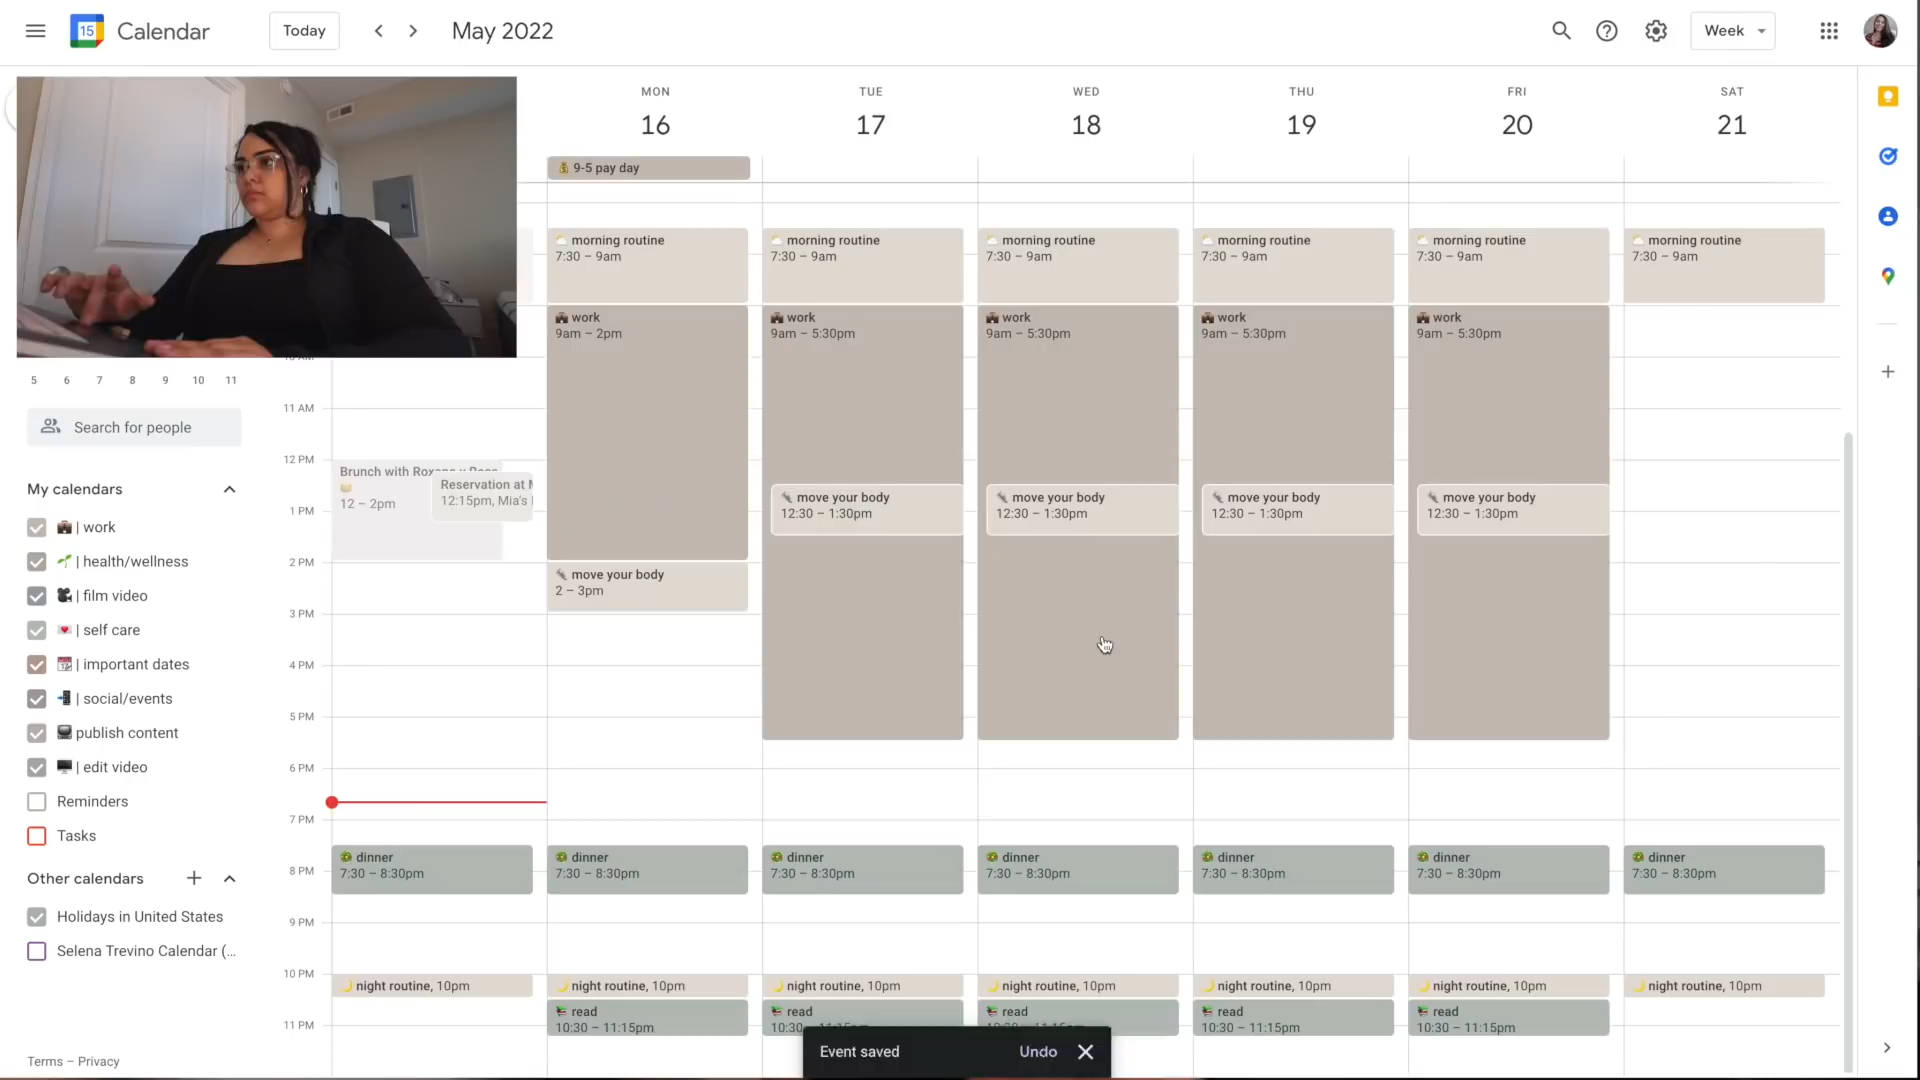 15 Calendar Today May 2022 Week
MON TUE WED THU FRI SAT
16 17 18 19 20 21
9-5 pay day
morning routine
7:30 – 9am
morning routine
7:30 – 9am
morning routine
7:30 – 9am
morning routine
7:30 – 9am
morning routine
7:30 – 9am
morning routine
7:30 – 9am
work
9am – 2pm
work
9am – 5:30pm
work
9am – 5:30pm
work
9am – 5:30pm
work
9am – 5:30pm
5 6 7 8 9 10 11
Search for people
My calendars
| work
| health/wellness
| film video
| self care
| important dates
| social/events
publish content
| edit video
Reminders
Tasks
Other calendars
Holidays in United States
Selena Trevino Calendar (...
Terms – Privacy
11 AM
12 PM
1 PM
2 PM
3 PM
4 PM
5 PM
6 PM
7 PM
8 PM
9 PM
10 PM
11 PM
Brunch with
12 – 2pm
Reservation at
12:15pm, Mia's
move your body
12:30 – 1:30pm
move your body
12:30 – 1:30pm
move your body
12:30 – 1:30pm
move your body
12:30 – 1:30pm
move your body
2 – 3pm
dinner
7:30 – 8:30pm
dinner
7:30 – 8:30pm
dinner
7:30 – 8:30pm
dinner
7:30 – 8:30pm
dinner
7:30 – 8:30pm
dinner
7:30 – 8:30pm
dinner
7:30 – 8:30pm
night routine, 10pm
night routine, 10pm
night routine, 10pm
night routine, 10pm
night routine, 10pm
night routine, 10pm
night routine, 10pm
read
10:30 – 11:15pm
read
10:30
read
read
10:30 – 11:15pm
read
10:30 – 11:15pm
Event saved Undo